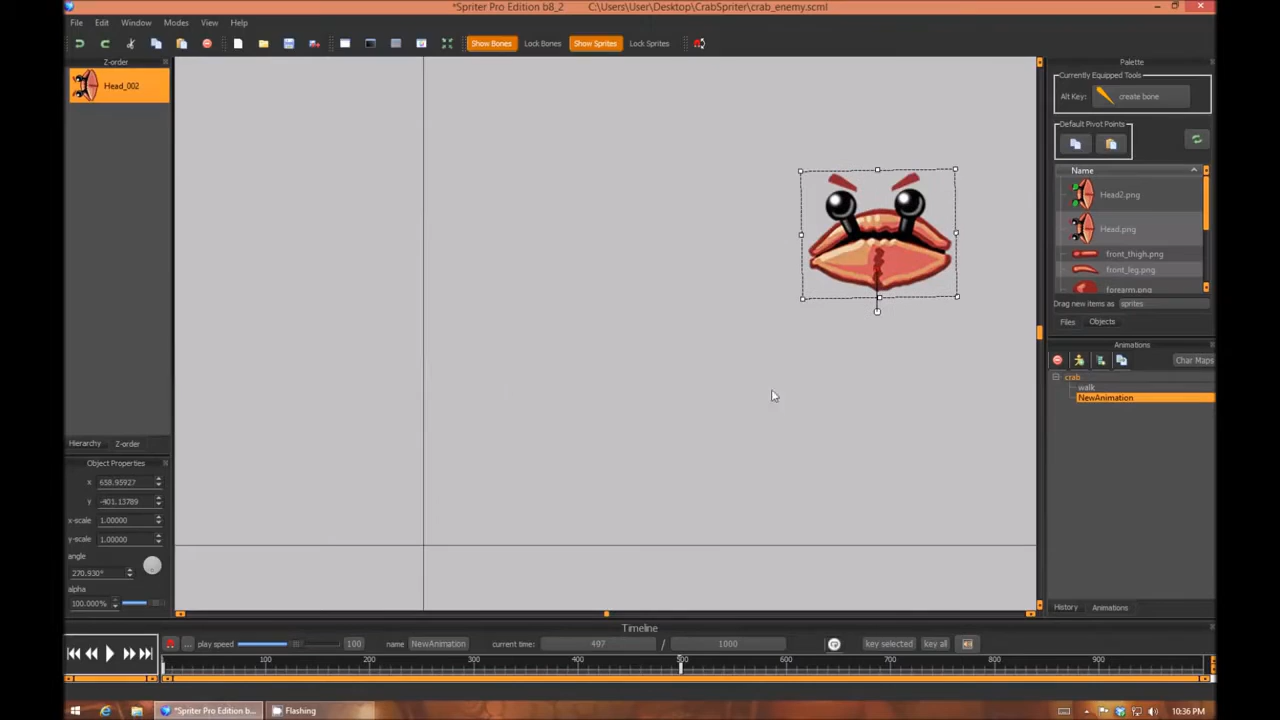 *Spriter Pro Edition b8_2 C:\Users\User\Desktop\CrabSpriter\crab_enemy.scml
File Edit Window Modes View Help
Show Bones Lock Bones Show Sprites Lock Sprites
Z-order
Head_002
Hierarchy Z-order
Object Properties
x 658.95927
y -401.13789
x-scale 1.00000
y-scale 1.00000
angle
270.930°
alpha
100.000%
Palette
Currently Equipped Tools
Alt Key: create bone
Default Pivot Points
Name
Head2.png
Head.png
front_thigh.png
front_leg.png
forearm.png
Drag new items as sprites
Files Objects
Animations
Char Maps
crab
walk
NewAnimation
History Animations
Timeline
... play speed 100 name NewAnimation current time: 497 / 1000 key selected key all
100 200 300 400 500 600 700 800 900
*Spriter Pro Edition b... Flashing 10:36 PM